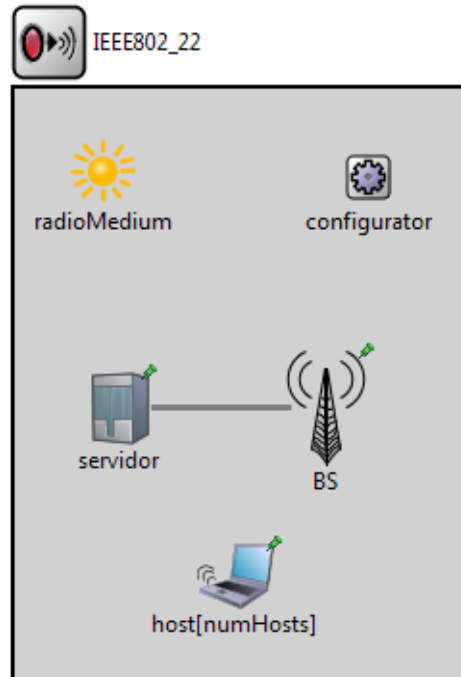 IEEE802_22
radioMedium
configurator
servidor
BS
host[numHosts]